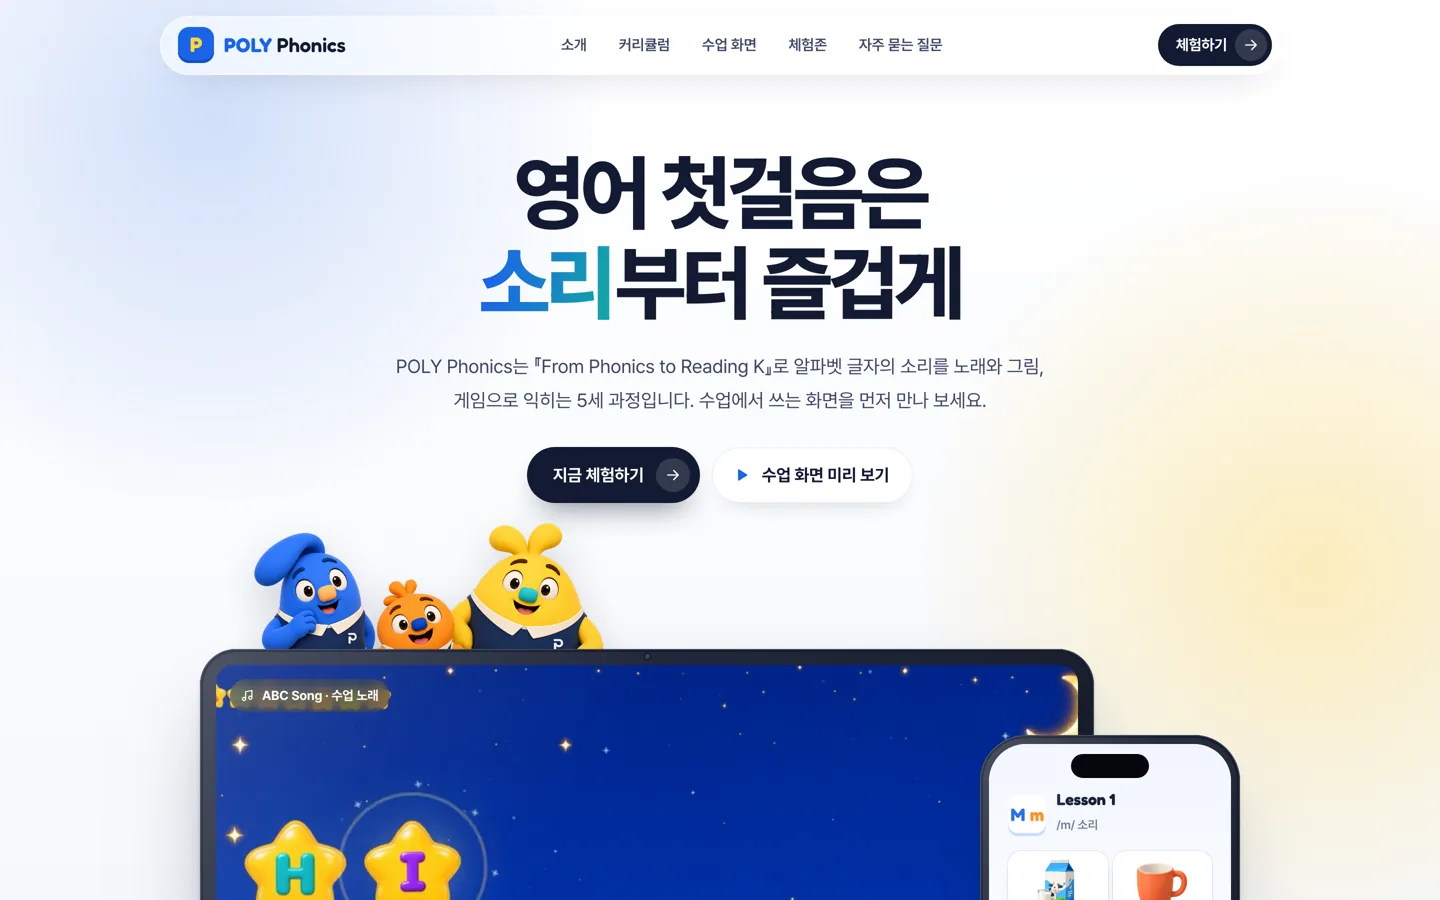 P POLY Phonics
소개
커리큘럼
수업 화면
체험존
자주 묻는 질문
체험하기
영어 첫걸음은
소리부터 즐겁게
POLY Phonics는 『From Phonics to Reading K』로 알파벳 글자의 소리를 노래와 그림,
게임으로 익히는 5세 과정입니다. 수업에서 쓰는 화면을 먼저 만나 보세요.
지금 체험하기
수업 화면 미리 보기
P
P
ABC Song · 수업 노래
H
I
M m
Lesson 1
/m/ 소리